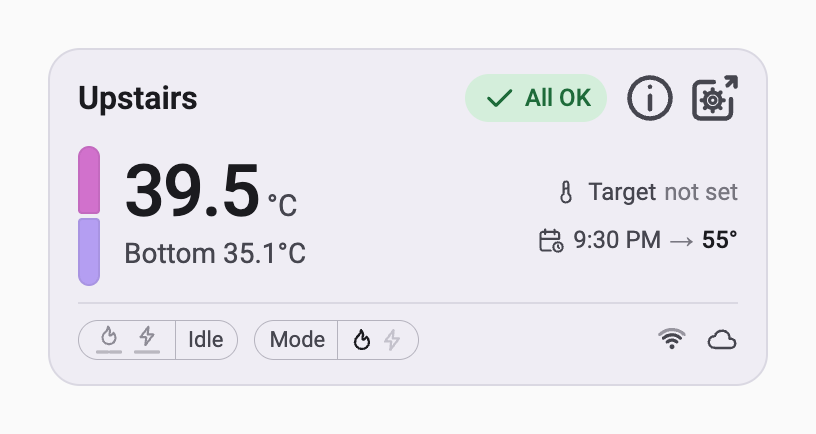 Upstairs
All OK
39.5 °C
Bottom 35.1°C
Target not set
9:30 PM → 55°
Idle
Mode